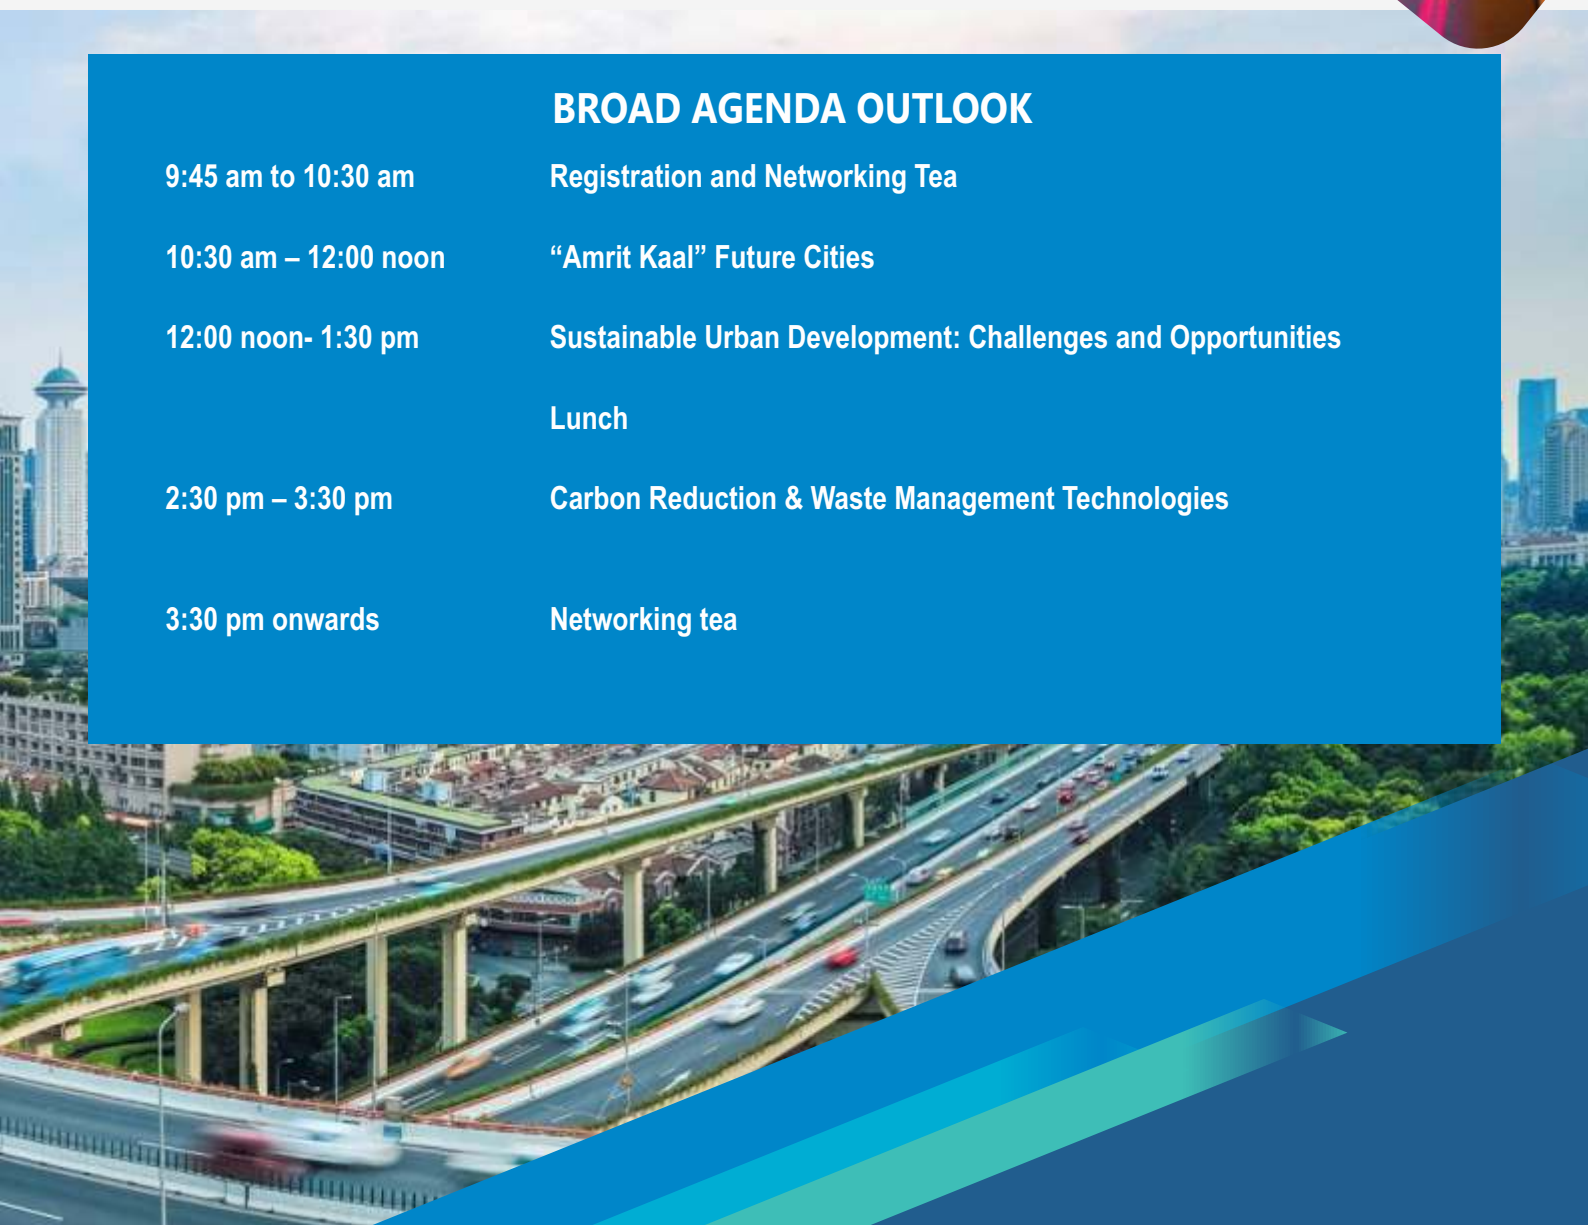 BROAD AGENDA OUTLOOK
9:45 am to 10:30 am Registration and Networking Tea
10:30 am – 12:00 noon “Amrit Kaal” Future Cities
12:00 noon- 1:30 pm Sustainable Urban Development: Challenges and Opportunities
Lunch
2:30 pm – 3:30 pm Carbon Reduction & Waste Management Technologies
3:30 pm onwards Networking tea